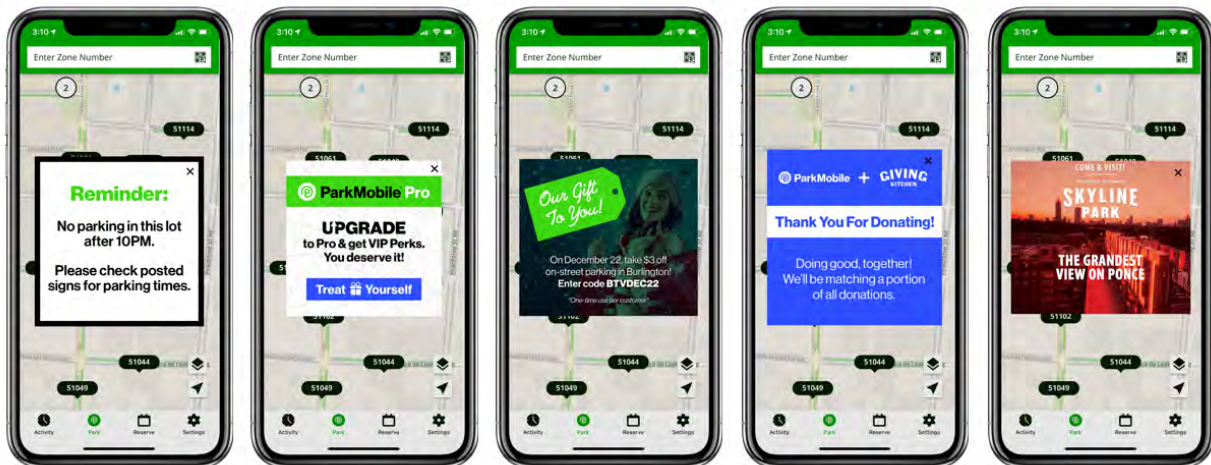 3:10
Enter Zone Number
2
51114
51061
Reminder:
No parking in this lot
after 10PM.
Please check posted
signs for parking times.
51044
51049
Activity
Park
Reserve
Settings
3:10
Enter Zone Number
2
51114
51061
ParkMobile Pro
UPGRADE
to Pro & get VIP Perks.
You deserve it!
Treat Yourself
51102
51044
51049
Activity
Park
Reserve
Settings
3:10
Enter Zone Number
2
51114
51061
Our Gift
To You!
On December 22, take $3 off
on-street parking in Burlington!
Enter code BTVDEC22
*One-time use per customer*
51102
51044
51049
Activity
Park
Reserve
Settings
3:10
Enter Zone Number
2
51114
ParkMobile + GIVING
KITCHEN
Thank You For Donating!
Doing good, together!
We'll be matching a portion
of all donations.
51044
51049
Activity
Park
Reserve
Settings
3:10
Enter Zone Number
2
51114
COME & VISIT!
SKYLINE
PARK
THE GRANDEST
VIEW ON PONCE
51102
51044
51049
Activity
Park
Reserve
Settings